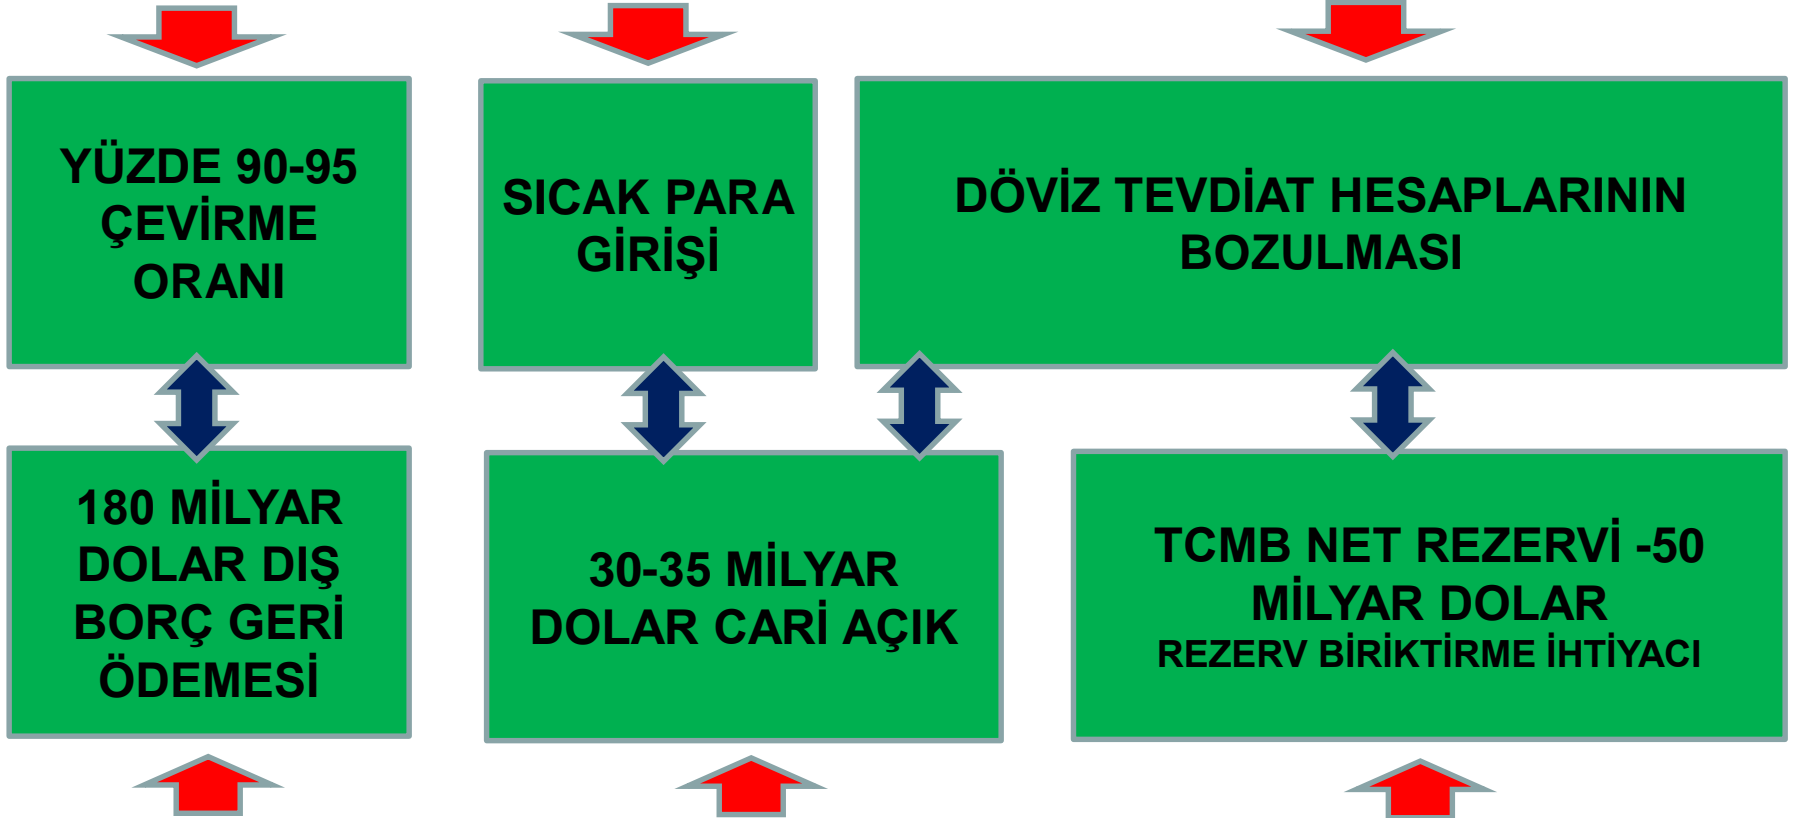 YÜZDE 90-95
ÇEVİRME
ORANI
SICAK PARA
GİRİŞİ
DÖVİZ TEVDİAT HESAPLARININ
BOZULMASI
180 MİLYAR
DOLAR DIŞ
BORÇ GERİ
ÖDEMESİ
30-35 MİLYAR
DOLAR CARİ AÇIK
TCMB NET REZERVİ -50
MİLYAR DOLAR
REZERV BİRİKTİRME İHTİYACI